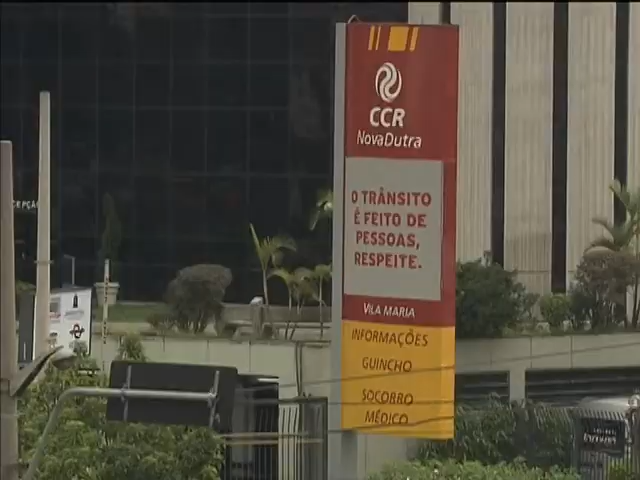 CCR
NovaDutra
O TRÂNSITO
É FEITO DE
PESSOAS,
RESPEITE.
VILA MARIA
INFORMAÇÕES
GUINCHO
SOCORRO
MÉDICO